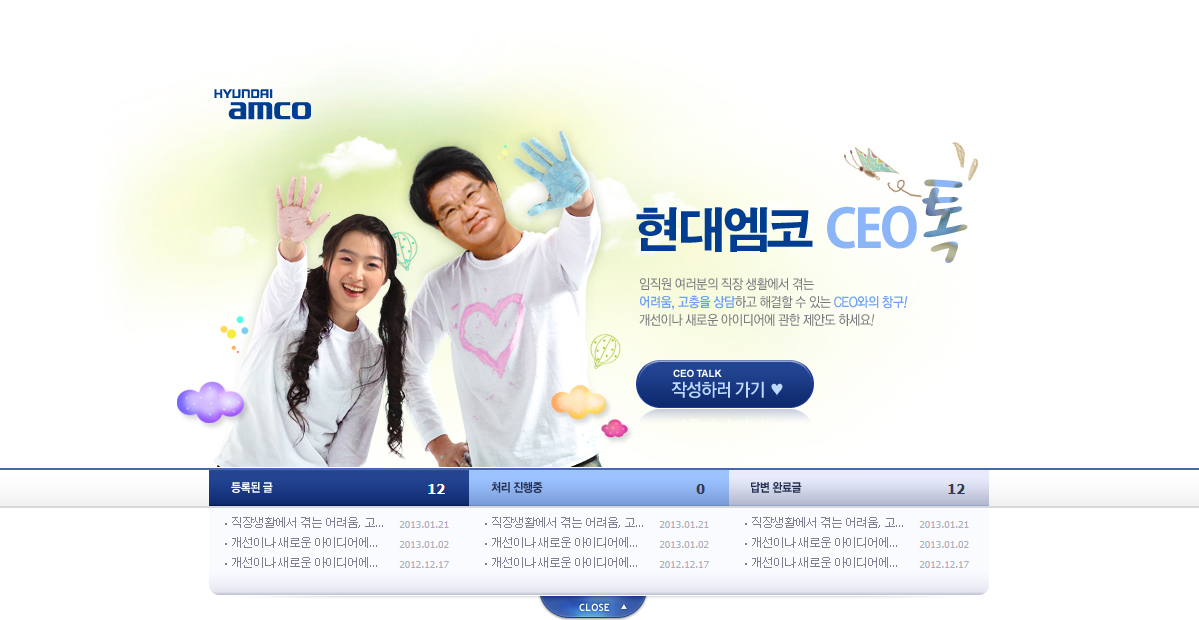 HYUNDAI
amco
현대엠코 CEO톡
임직원 여러분의 직장 생활에서 겪는
어려움, 고충을 상담하고 해결할 수 있는 CEO와의 창구!
개선이나 새로운 아이디어에 관한 제안도 하세요!
CEO TALK
작성하러 가기 ♥
등록된 글 12
· 직장생활에서 겪는 어려움, 고... 2013.01.21
· 개선이나 새로운 아이디어에... 2013.01.02
· 개선이나 새로운 아이디어에... 2012.12.17
처리 진행중 0
· 직장생활에서 겪는 어려움, 고... 2013.01.21
· 개선이나 새로운 아이디어에... 2013.01.02
· 개선이나 새로운 아이디어에... 2012.12.17
답변 완료글 12
· 직장생활에서 겪는 어려움, 고... 2013.01.21
· 개선이나 새로운 아이디어에... 2013.01.02
· 개선이나 새로운 아이디어에... 2012.12.17
CLOSE ▲